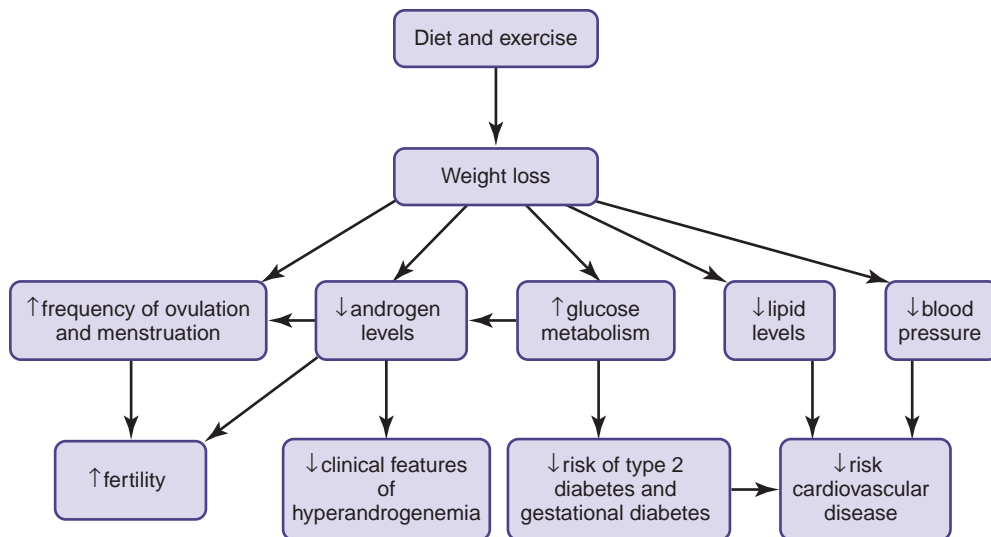 Diet and exercise
Weight loss
↑frequency of ovulation
and menstruation
↓androgen
levels
↑glucose
metabolism
↓lipid
levels
↓blood
pressure
↑fertility
↓clinical features
of
hyperandrogenemia
↓risk of type 2
diabetes and
gestational diabetes
↓risk
cardiovascular
disease